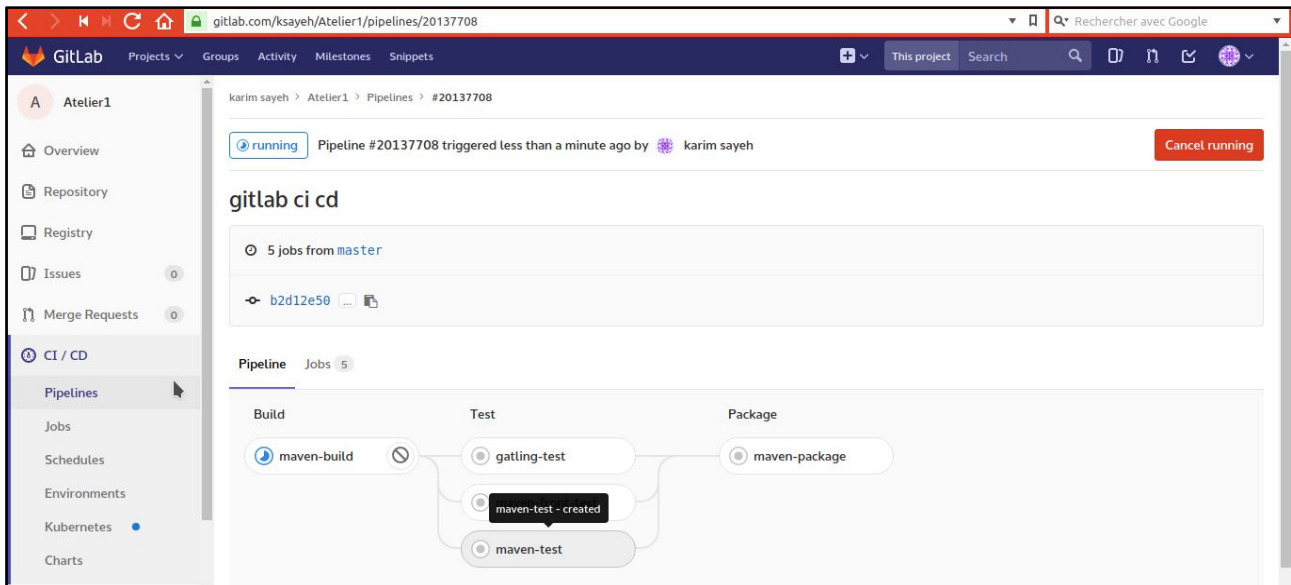 gitlab.com/ksayeh/Atelier1/pipelines/20137708
Rechercher avec Google
GitLab Projects Groups Activity Milestones Snippets This project Search
A Atelier1
Overview
Repository
Registry
Issues 0
Merge Requests 0
CI / CD
Pipelines
Jobs
Schedules
Environments
Kubernetes
Charts
karim sayeh > Atelier1 > Pipelines > #20137708
running Pipeline #20137708 triggered less than a minute ago by karim sayeh Cancel running
gitlab ci cd
5 jobs from master
b2d12e50 ...
Pipeline Jobs 5
Build Test Package
maven-build gatling-test maven-package
maven-test - created
maven-test